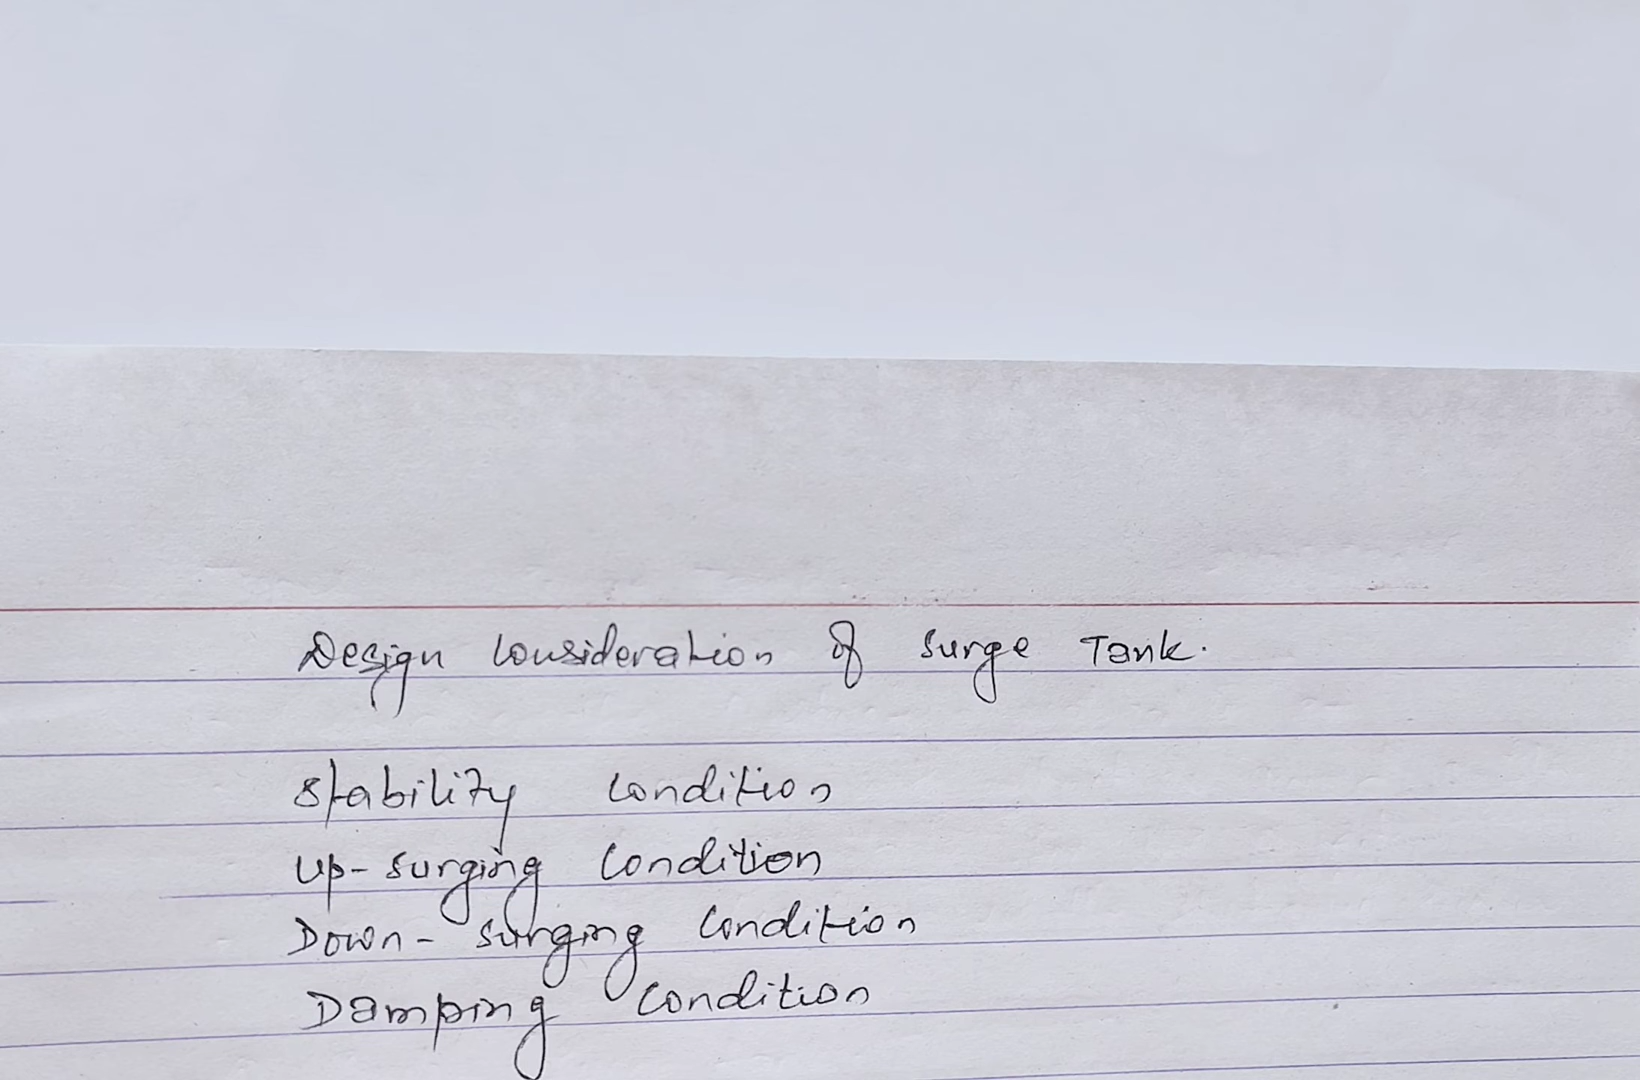 Design consideration of Surge Tank.
stability condition
Up-surging Condition
Down-surging Condition
Damping condition